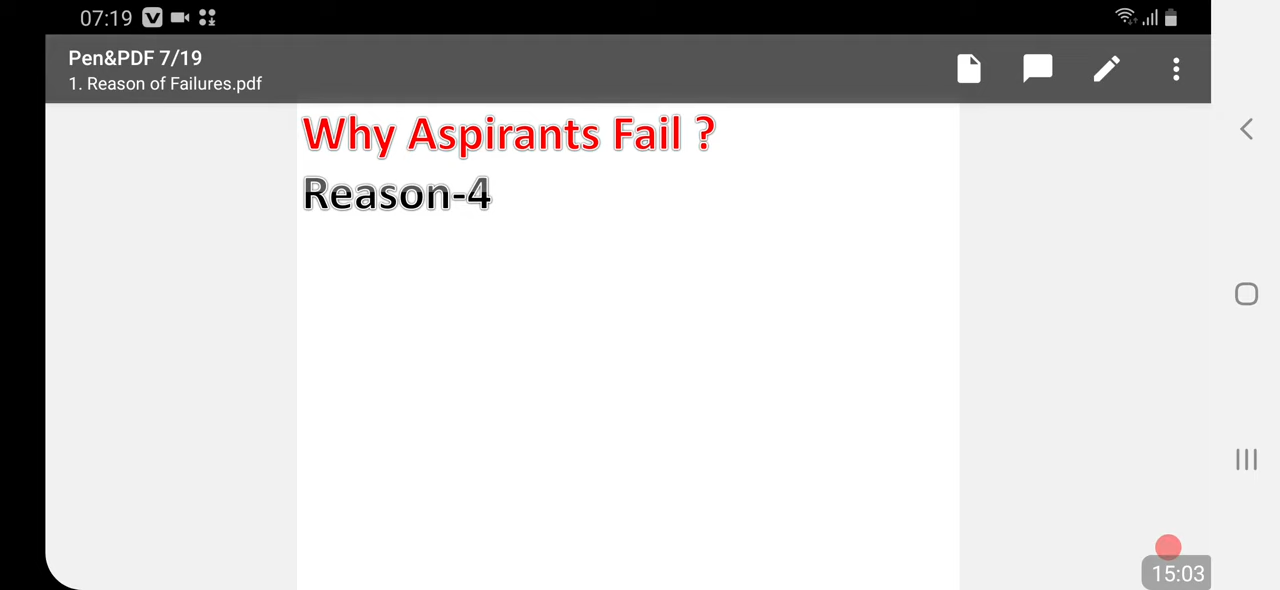 07:19
Pen&PDF 7/19
1. Reason of Failures.pdf
Why Aspirants Fail ?
Reason-4
15:03